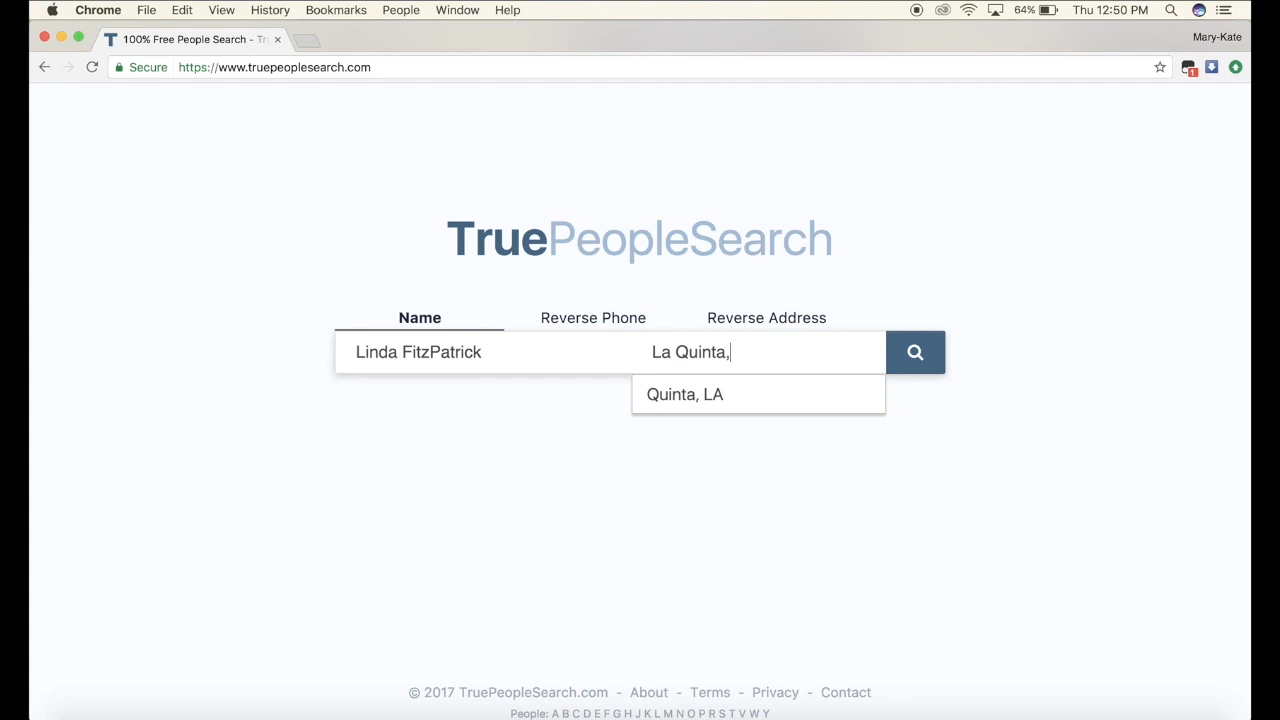 Chrome File Edit View History Bookmarks People Window Help 64% Thu 12:50 PM
100% Free People Search - Tr
Mary-Kate
Secure https://www.truepeoplesearch.com
1
TruePeopleSearch
Name Reverse Phone Reverse Address
Linda FitzPatrick La Quinta,
Quinta, LA
© 2017 TruePeopleSearch.com - About - Terms - Privacy - Contact
People: A B C D E F G H J K L M N O P R S T V W Y